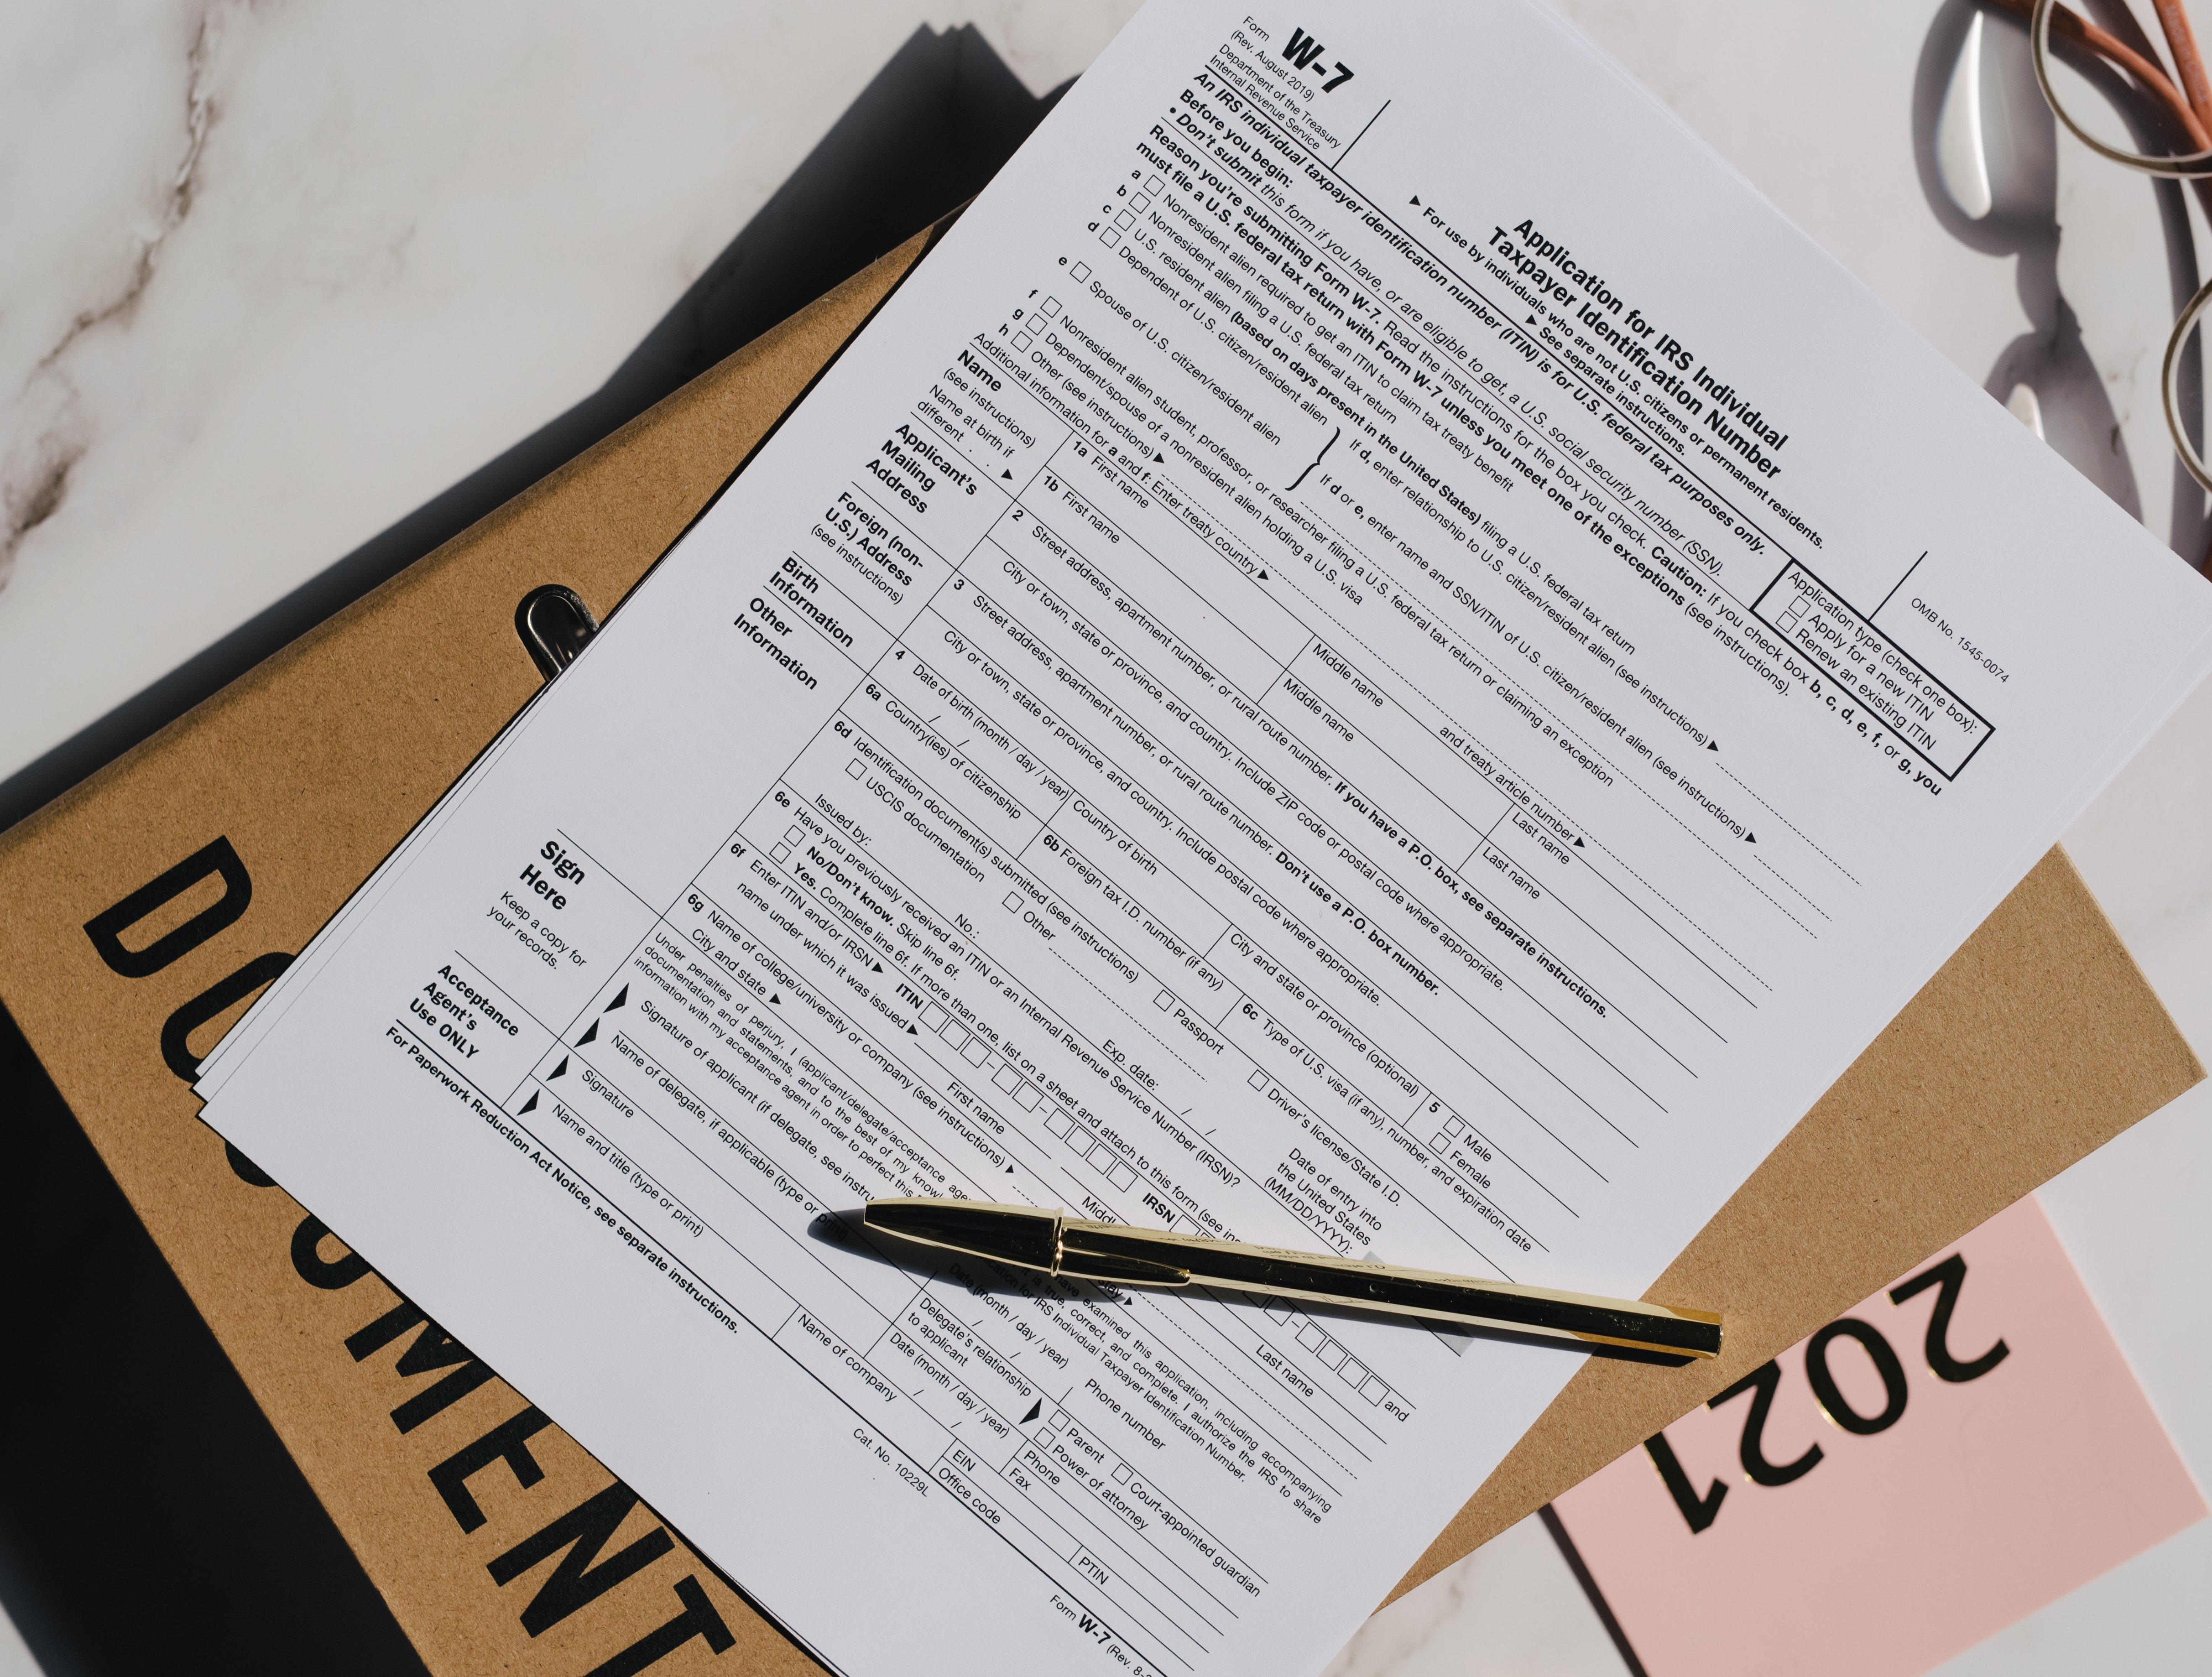 Form W-7
(Rev. August 2019)
Department of the Treasury
Internal Revenue Service
Application for IRS Individual
Taxpayer Identification Number
▶ For use by individuals who are not U.S. citizens or permanent residents.
▶ See separate instructions.
OMB No. 1545-0074
An IRS individual taxpayer identification number (ITIN) is for U.S. federal tax purposes only.
Before you begin:
• Don't submit this form if you have, or are eligible to get, a U.S. social security number (SSN).
Application type (check one box):
Apply for a new ITIN
Renew an existing ITIN
Reason you're submitting Form W-7. Read the instructions for the box you check. Caution: If you check box b, c, d, e, f, or g, you
must file a U.S. federal tax return with Form W-7 unless you meet one of the exceptions (see instructions).
a Nonresident alien required to get an ITIN to claim tax treaty benefit
b Nonresident alien filing a U.S. federal tax return
c U.S. resident alien (based on days present in the United States) filing a U.S. federal tax return
d Dependent of U.S. citizen/resident alien } If d, enter relationship to U.S. citizen/resident alien (see instructions) ▶
e Spouse of U.S. citizen/resident alien If d or e, enter name and SSN/ITIN of U.S. citizen/resident alien (see instructions) ▶
f Nonresident alien student, professor, or researcher filing a U.S. federal tax return or claiming an exception
g Dependent/spouse of a nonresident alien holding a U.S. visa
h Other (see instructions) ▶
Additional information for a and f: Enter treaty country ▶ and treaty article number ▶
Name
(see instructions)
1a First name Middle name Last name
Name at birth if
different . . ▶
1b First name Middle name Last name
Applicant's
Mailing
Address
2 Street address, apartment number, or rural route number. If you have a P.O. box, see separate instructions.
City or town, state or province, and country. Include ZIP code or postal code where appropriate.
Foreign (non-
U.S.) Address
(see instructions)
3 Street address, apartment number, or rural route number. Don't use a P.O. box number.
City or town, state or province, and country. Include postal code where appropriate.
Birth
Information
4 Date of birth (month / day / year) Country of birth City and state or province (optional) 5 Male
/ / Female
Other
Information
6a Country(ies) of citizenship 6b Foreign tax I.D. number (if any) 6c Type of U.S. visa (if any), number, and expiration date
6d Identification document(s) submitted (see instructions) Passport Driver's license/State I.D.
USCIS documentation Other
Date of entry into
the United States
(MM/DD/YYYY):
Issued by: No.: Exp. date: / /
6e Have you previously received an ITIN or an Internal Revenue Service Number (IRSN)?
No/Don't know. Skip line 6f.
Yes. Complete line 6f. If more than one, list on a sheet and attach to this form (see ins
6f Enter ITIN and/or IRSN ▶ ITIN – – IRSN – and
name under which it was issued ▶
First name Middl Last name
6g Name of college/university or company (see instructions) ▶
City and state ▶ stay ▶
Sign
Here
Keep a copy for
your records.
Under penalties of perjury, I (applicant/delegate/acceptance age have examined this application, including accompanying
documentation and statements, and to the best of my knowl is true, correct, and complete. I authorize the IRS to share
information with my acceptance agent in order to perfect this for IRS Individual Taxpayer Identification Number.
Signature of applicant (if delegate, see instru Date (month / day / year) Phone number
/ /
Name of delegate, if applicable (type or print Delegate's relationship
to applicant
Parent Court-appointed guardian
Power of attorney
Acceptance
Agent's
Use ONLY
Signature Date (month / day / year) Phone
/ / Fax
Name and title (type or print) Name of company EIN PTIN
Office code
For Paperwork Reduction Act Notice, see separate instructions. Cat. No. 10229L Form W-7 (Rev. 8-2
DOCUMENT
2021